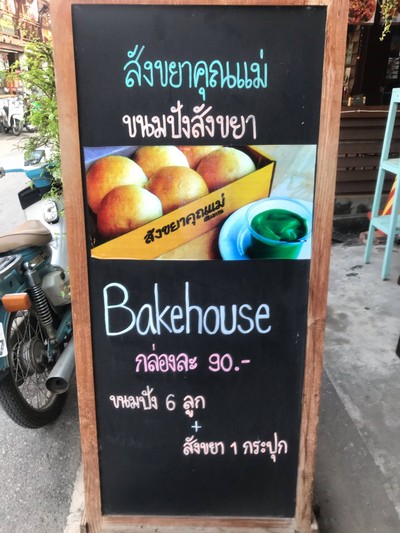 สังขยาคุณแม่
ขนมปังสังขยา
สังขยาคุณแม่
Bakehouse
กล่องละ 90.-
ขนมปัง 6 ลูก
+
สังขยา 1 กระปุก